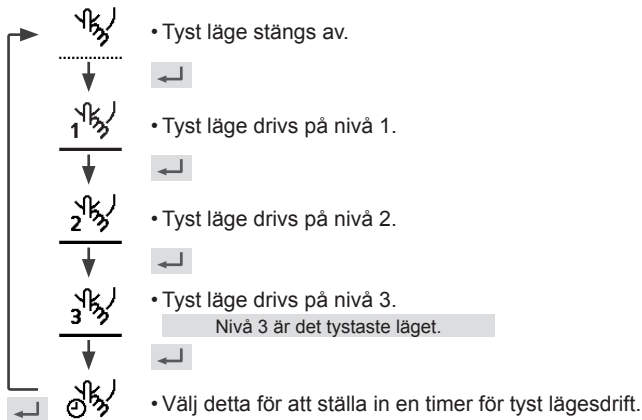 • Tyst läge stängs av.
1
• Tyst läge drivs på nivå 1.
2
• Tyst läge drivs på nivå 2.
3
• Tyst läge drivs på nivå 3.
Nivå 3 är det tystaste läget.
• Välj detta för att ställa in en timer för tyst lägesdrift.